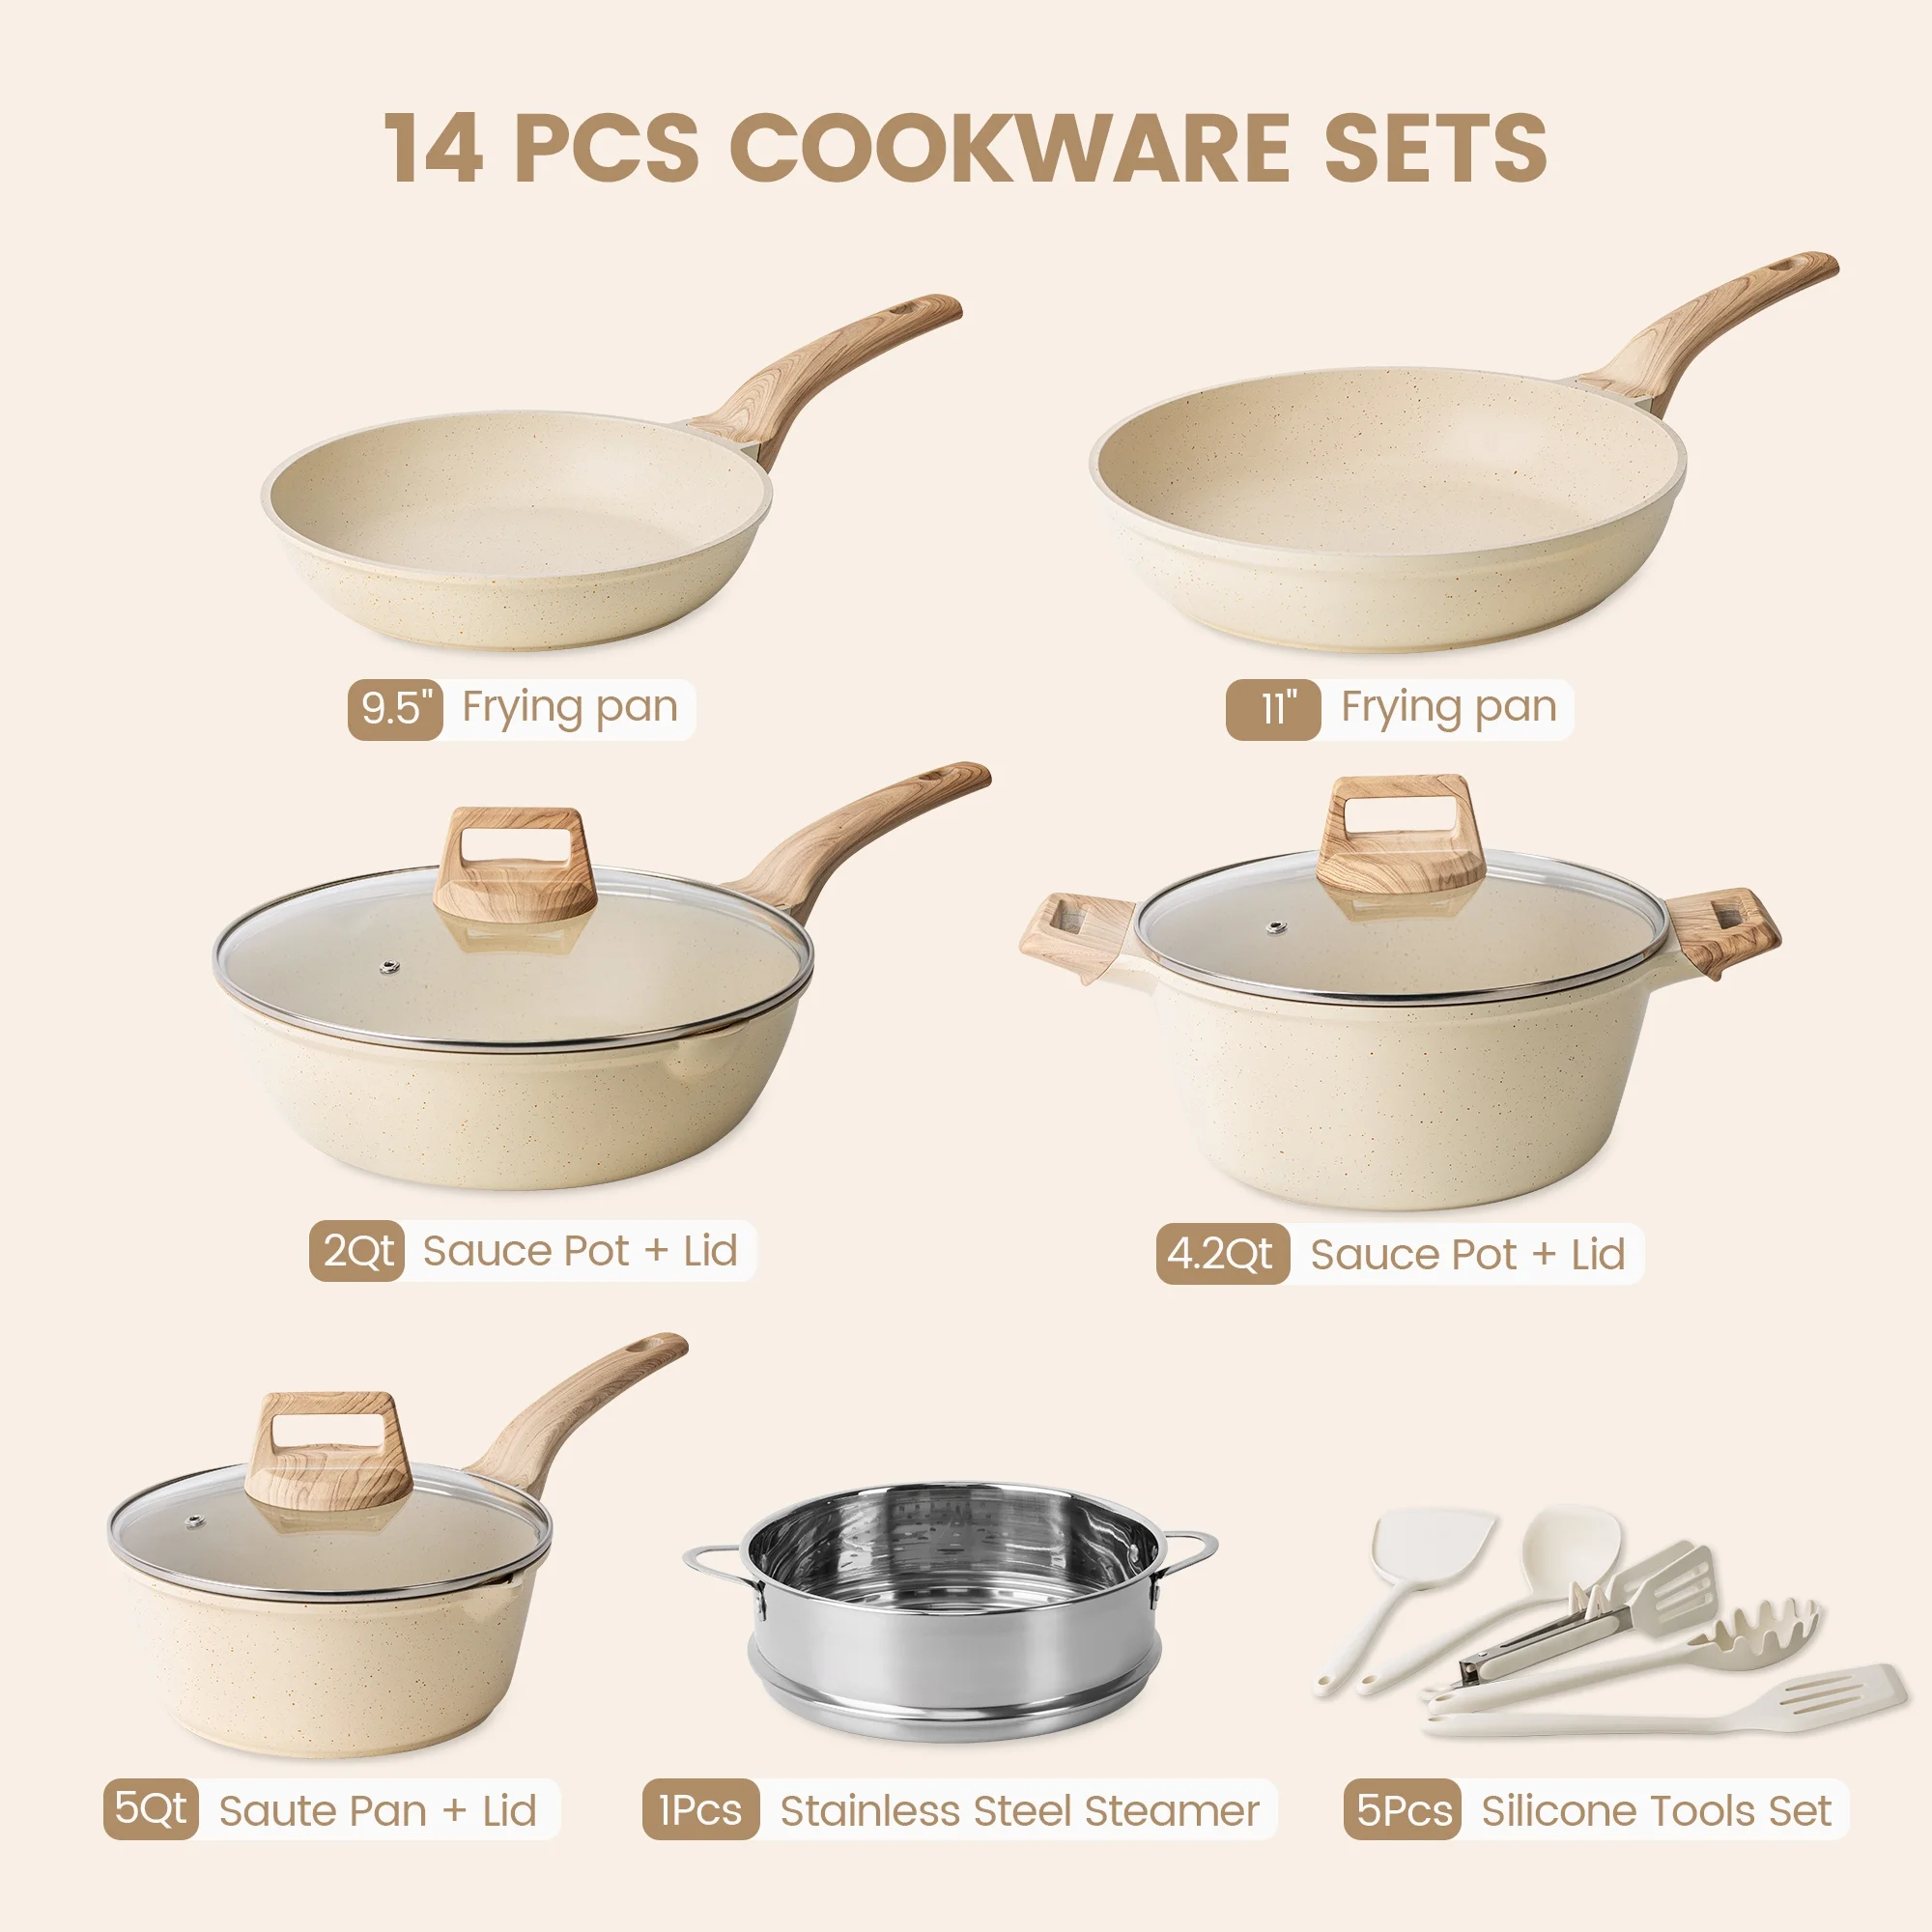 14 PCS COOKWARE SETS
9.5" Frying pan
11" Frying pan
2Qt Sauce Pot + Lid
4.2Qt Sauce Pot + Lid
5Qt Saute Pan + Lid
1Pcs Stainless Steel Steamer
5Pcs Silicone Tools Set